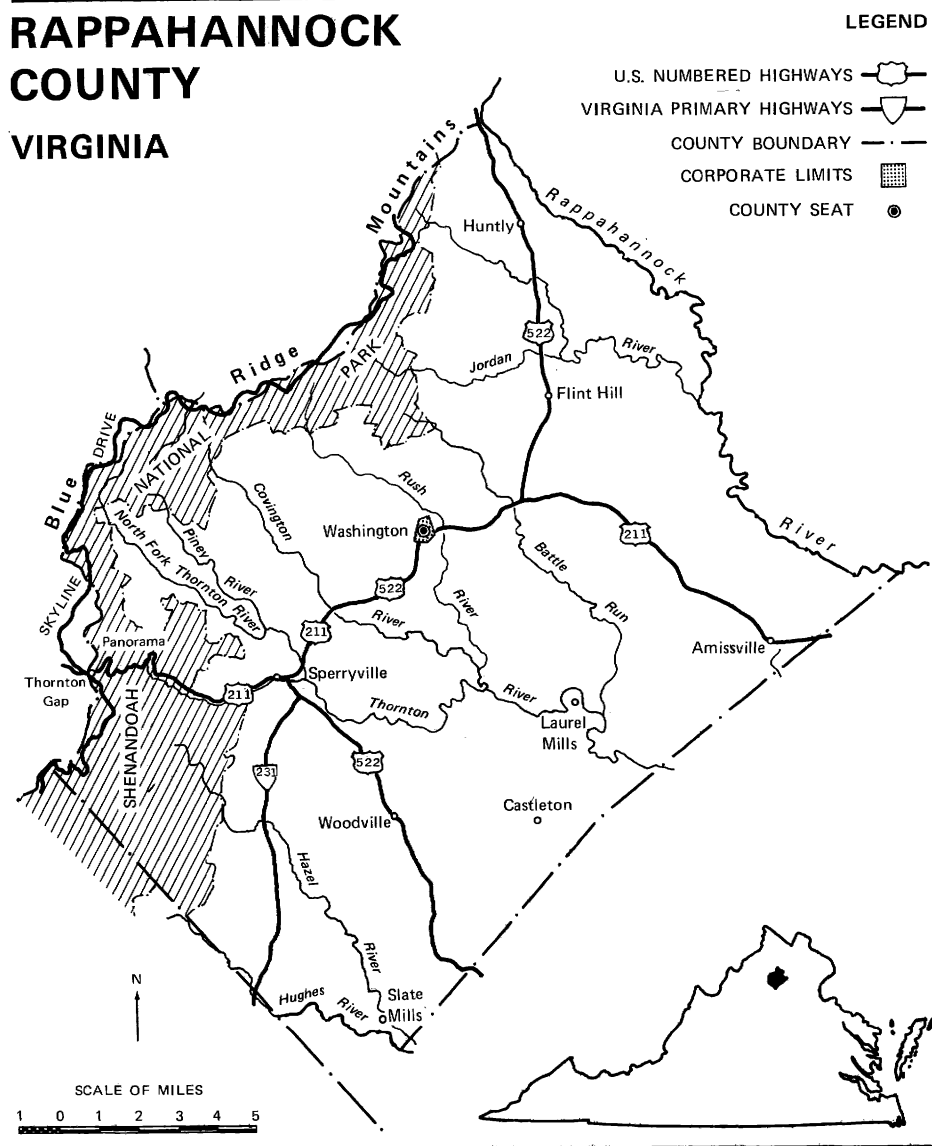 RAPPAHANNOCK
COUNTY
VIRGINIA
LEGEND
U.S. NUMBERED HIGHWAYS
VIRGINIA PRIMARY HIGHWAYS
COUNTY BOUNDARY
CORPORATE LIMITS
COUNTY SEAT
Blue Ridge Mountains
Rappahannock River
Huntly
522
Jordan River
PARK
Flint Hill
SKYLINE DRIVE
NATIONAL
Rush River
Covington River
Washington
211
Piney River
North Fork Thornton River
Battle Run
522
211
Amissville
Panorama
Thornton
Gap
Sperryville
211
Thornton River
Laurel
Mills
SHENANDOAH
231
522
Castleton
Woodville
Hazel River
Hughes River
Slate
Mills
N
SCALE OF MILES
1 0 1 2 3 4 5